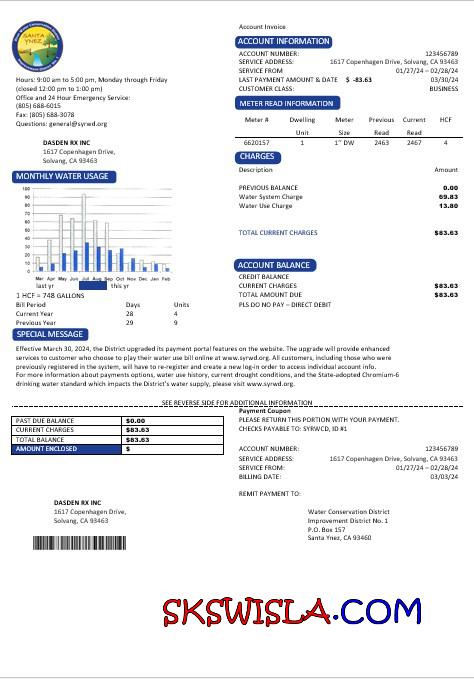 SANTA YNEZ
Hours: 9:00 am to 5:00 pm, Monday through Friday
(closed 12:00 pm to 1:00 pm)
Office and 24 Hour Emergency Service:
(805) 688-6015
Fax: (805) 688-3078
Questions: general@syrwd.org
DASDEN RX INC
1617 Copenhagen Drive,
Solvang, CA 93463
Account Invoice
ACCOUNT INFORMATION
ACCOUNT NUMBER: 123456789
SERVICE ADDRESS: 1617 Copenhagen Drive, Solvang, CA 93463
SERVICE FROM 01/27/24 – 02/28/24
LAST PAYMENT AMOUNT & DATE $ -83.63 03/30/24
CUSTOMER CLASS: BUSINESS
METER READ INFORMATION
Meter # Dwelling Meter Previous Current HCF
Unit Size Read Read
6620157 1 1" DW 2463 2467 4
CHARGES
Description Amount
PREVIOUS BALANCE 0.00
Water System Charge 69.83
Water Use Charge 13.80
TOTAL CURRENT CHARGES $83.63
ACCOUNT BALANCE
CREDIT BALANCE
CURRENT CHARGES $83.63
TOTAL AMOUNT DUE $83.63
PLS DO NO PAY – DIRECT DEBIT
MONTHLY WATER USAGE
100
90
80
70
60
50
40
30
20
10
0
Mar Apr May Jun Jul Aug Sep Oct Nov Dec Jan Feb
last yr this yr
1 HCF = 748 GALLONS
Bill Period Days Units
Current Year 28 4
Previous Year 29 9
SPECIAL MESSAGE
Effective March 30, 2024, the District upgraded its payment portal features on the website. The upgrade will provide enhanced
services to customer who choose to play their water use bill online at www.syrwd.org. All customers, including those who were
previously registered in the system, will have to re-register and create a new log-in order to access individual account info.
For more information about payments options, water use history, current drought conditions, and the State-adopted Chromium-6
drinking water standard which impacts the District's water supply, please visit www.syrwd.org.
SEE REVERSE SIDE FOR ADDITIONAL INFORMATION
Payment Coupon
PLEASE RETURN THIS PORTION WITH YOUR PAYMENT.
CHECKS PAYABLE TO: SYRWCD, ID #1
PAST DUE BALANCE $0.00
CURRENT CHARGES $83.63
TOTAL BALANCE $83.63
AMOUNT ENCLOSED $
ACCOUNT NUMBER: 123456789
SERVICE ADDRESS: 1617 Copenhagen Drive, Solvang, CA 93463
SERVICE FROM: 01/27/24 – 02/28/24
BILLING DATE: 03/03/24
REMIT PAYMENT TO:
DASDEN RX INC
1617 Copenhagen Drive,
Solvang, CA 93463
Water Conservation District
Improvement District No. 1
P.O. Box 157
Santa Ynez, CA 93460
SKSWISLA.COM